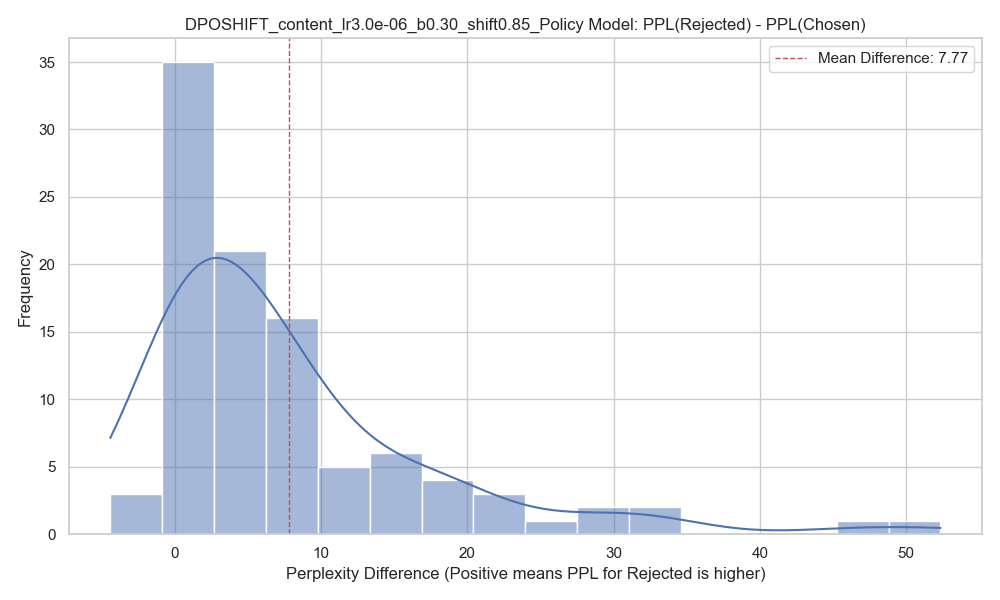 DPOSHIFT_content_lr3.0e-06_b0.30_shift0.85_Policy Model: PPL(Rejected) - PPL(Chosen)
Mean Difference: 7.77
Frequency
35
30
25
20
15
10
5
0
0 10 20 30 40 50
Perplexity Difference (Positive means PPL for Rejected is higher)